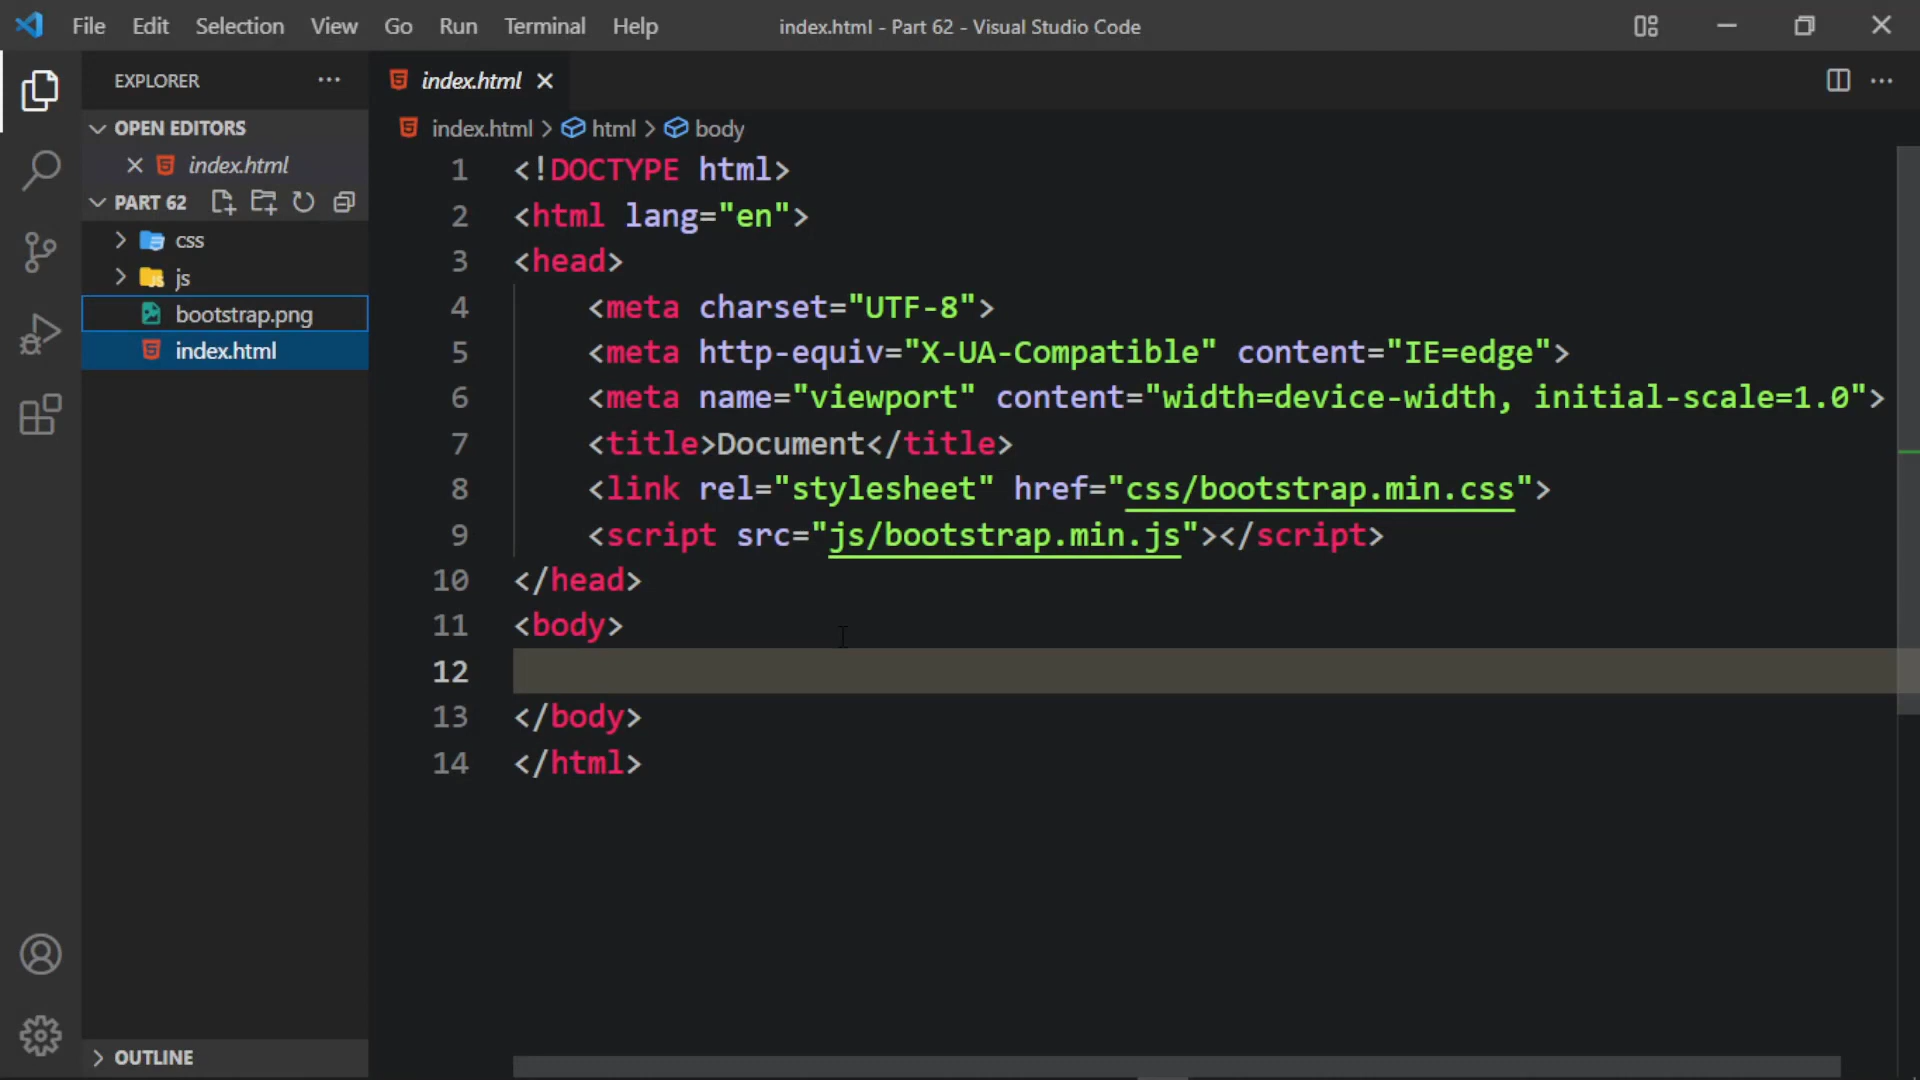 File Edit Selection View Go Run Terminal Help index.html - Part 62 - Visual Studio Code
EXPLORER
OPEN EDITORS
index.html
PART 62
css
js
bootstrap.png
index.html
OUTLINE
index.html
index.html > html > body
1 <!DOCTYPE html>
2 <html lang="en">
3 <head>
4 <meta charset="UTF-8">
5 <meta http-equiv="X-UA-Compatible" content="IE=edge">
6 <meta name="viewport" content="width=device-width, initial-scale=1.0">
7 <title>Document</title>
8 <link rel="stylesheet" href="css/bootstrap.min.css">
9 <script src="js/bootstrap.min.js"></script>
10 </head>
11 <body>
12
13 </body>
14 </html>